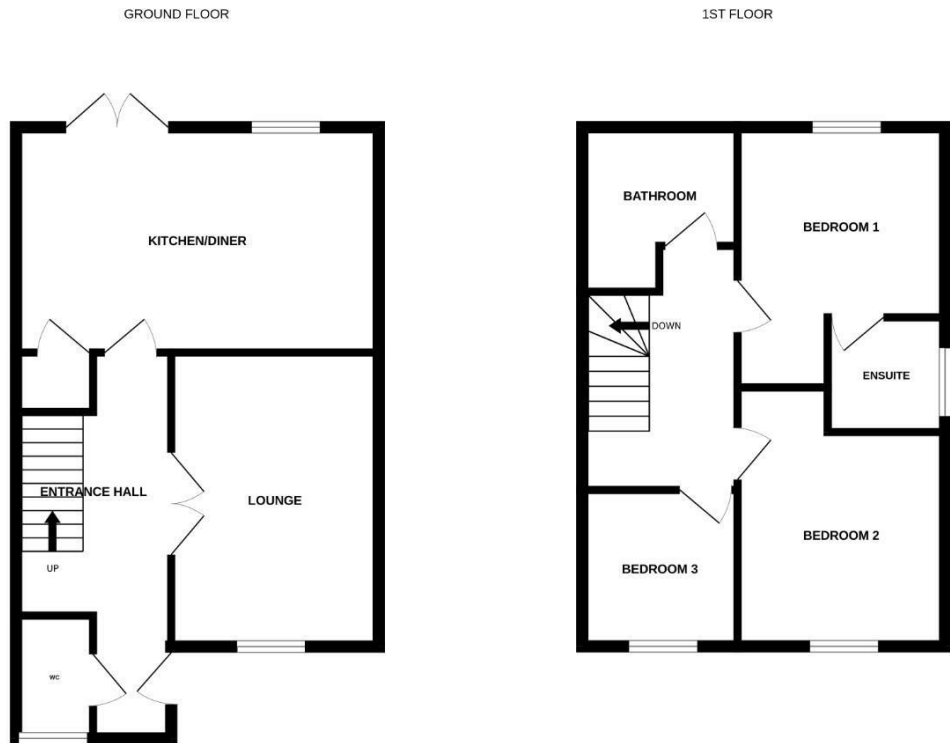 GROUND FLOOR
KITCHEN/DINER
ENTRANCE HALL
LOUNGE
UP
WC
1ST FLOOR
BATHROOM
BEDROOM 1
DOWN
ENSUITE
BEDROOM 2
BEDROOM 3